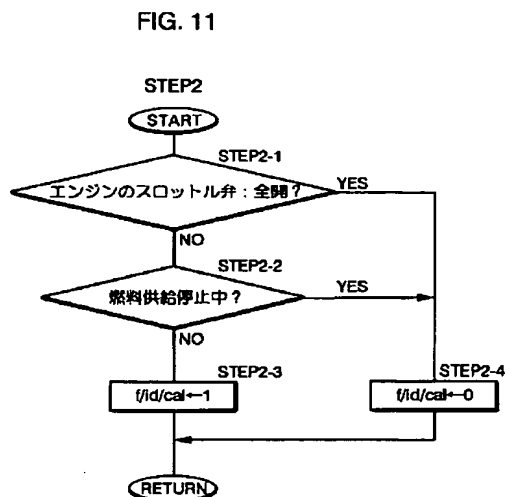 FIG. 11
STEP2
START
STEP2-1
エンジンのスロットル弁：全開？
YES
NO
STEP2-2
燃料供給停止中？
YES
NO
STEP2-3
f/id/cal←1
STEP2-4
f/id/cal←0
RETURN